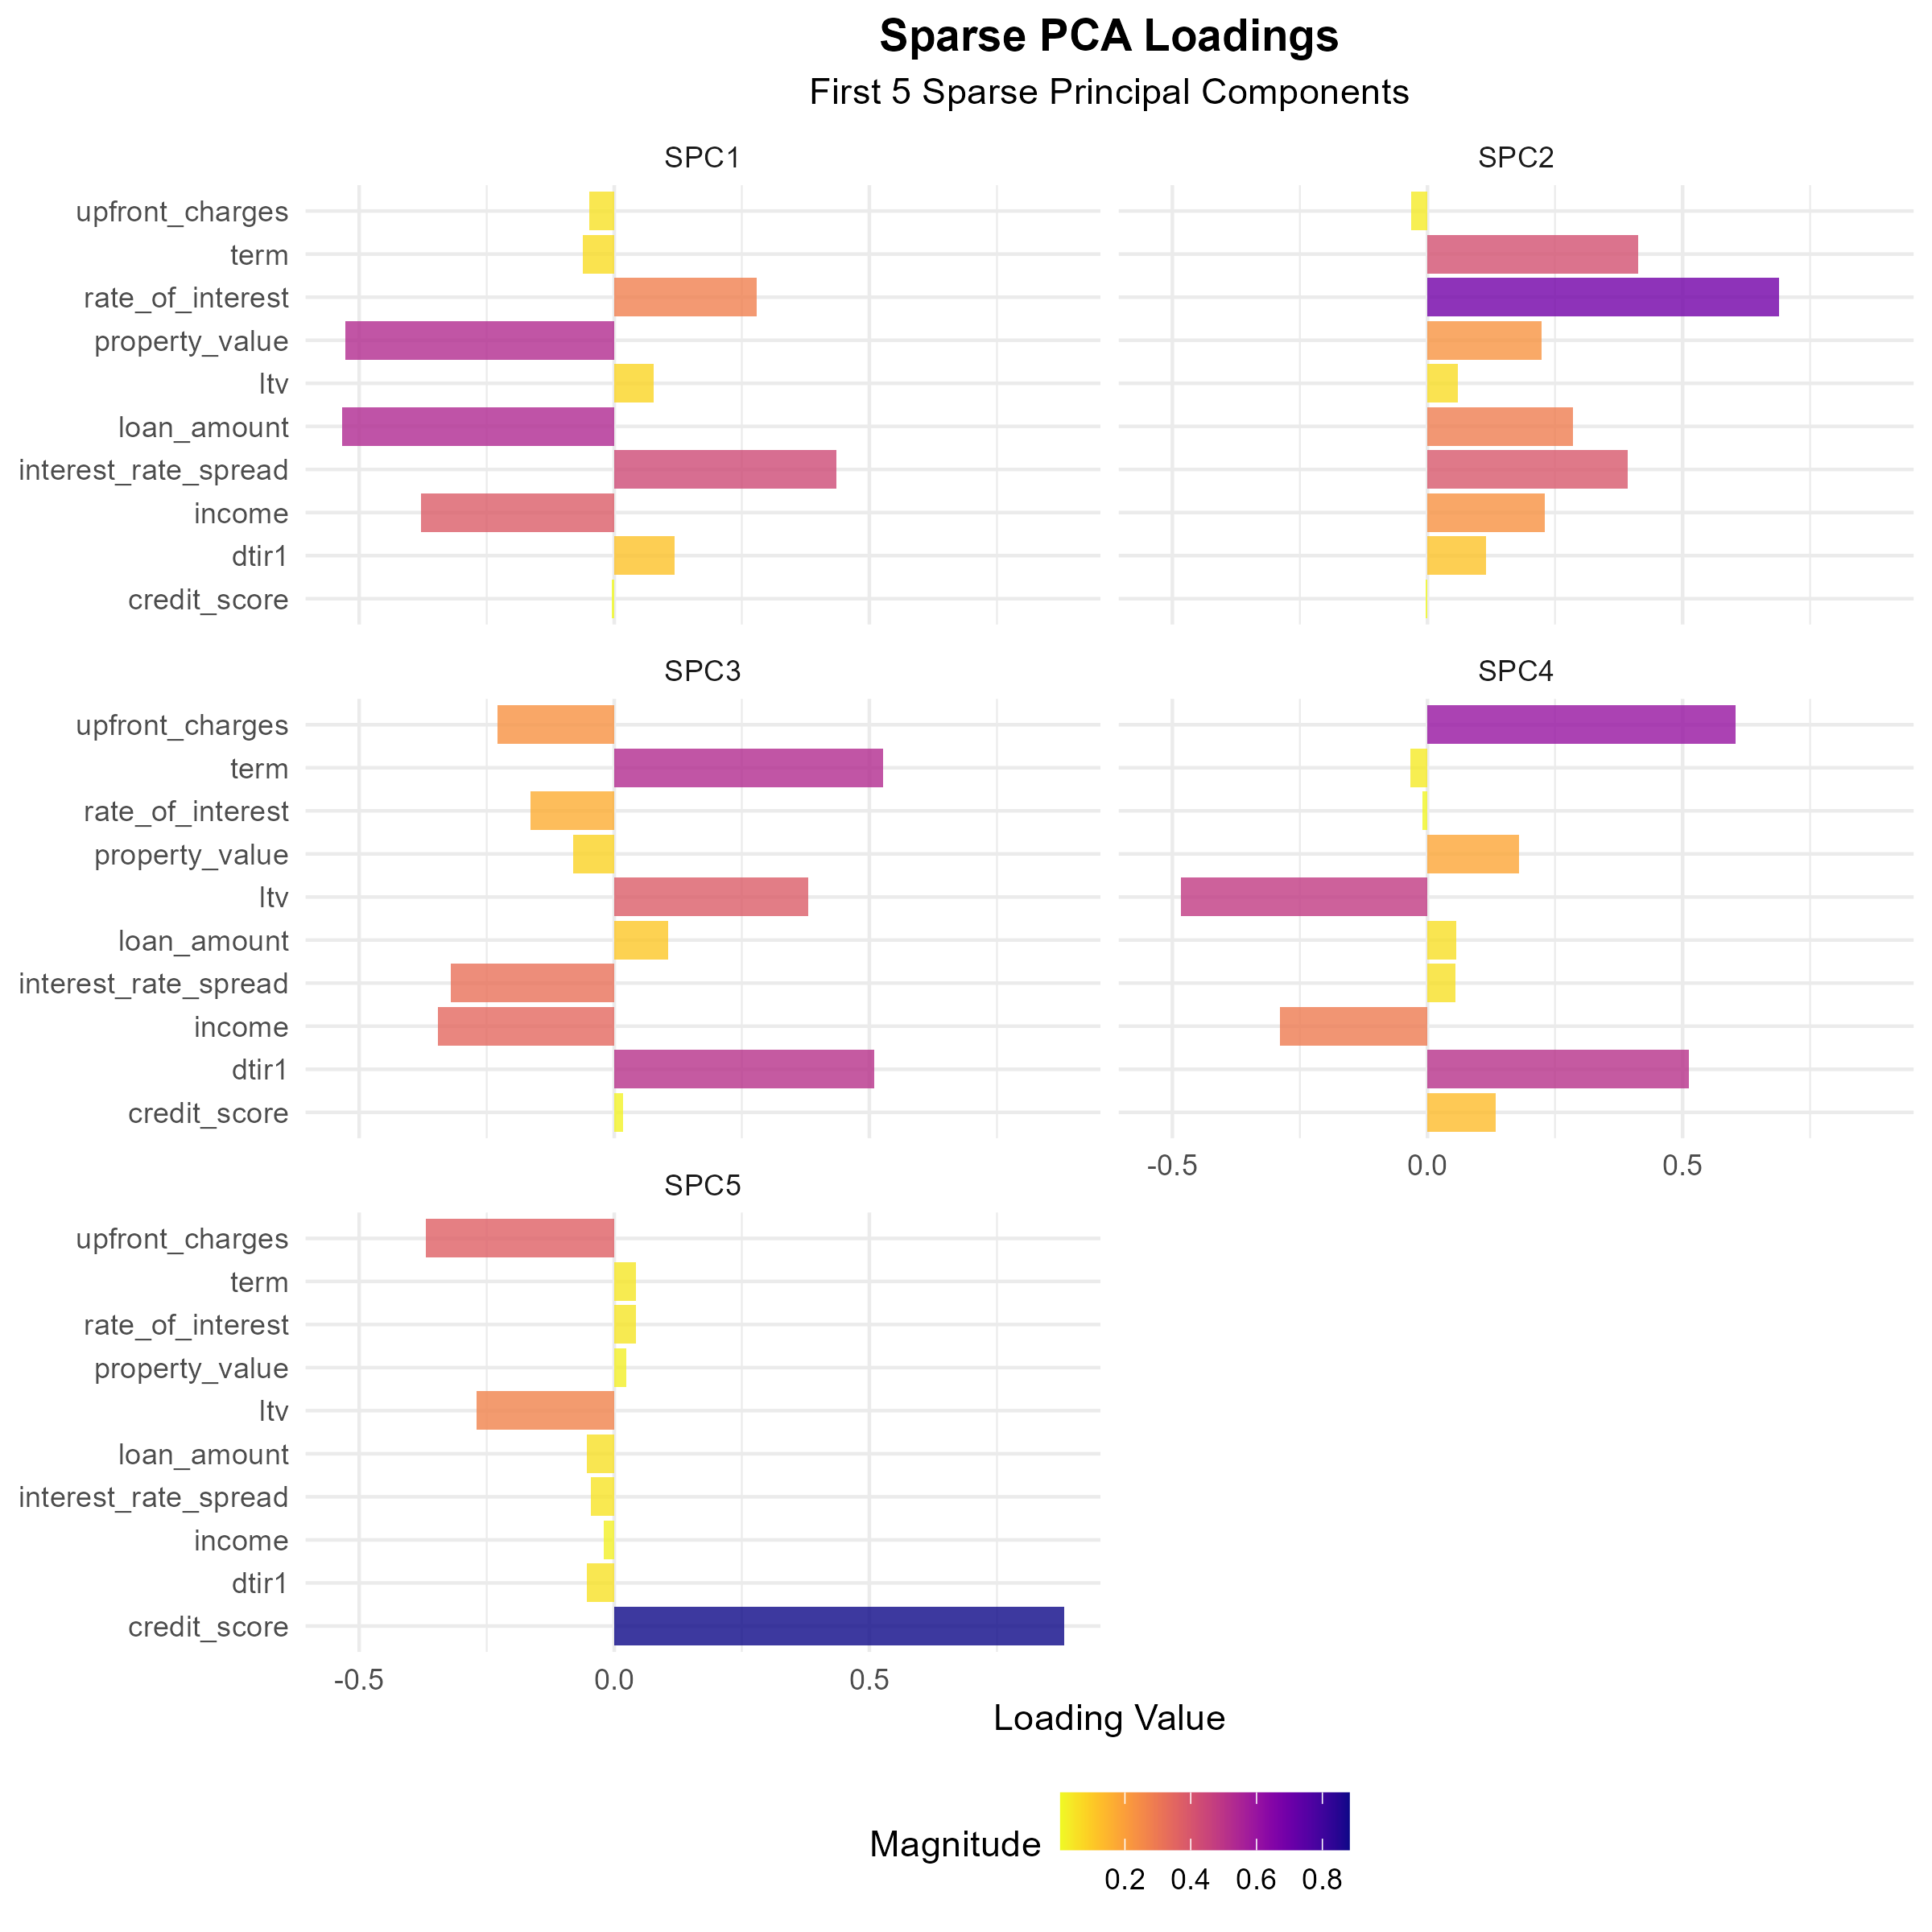 Sparse PCA Loadings
First 5 Sparse Principal Components
SPC1
SPC2
upfront_charges
term
rate_of_interest
property_value
ltv
loan_amount
interest_rate_spread
income
dtir1
credit_score
SPC3
SPC4
upfront_charges
term
rate_of_interest
property_value
ltv
loan_amount
interest_rate_spread
income
dtir1
credit_score
-0.5 0.0 0.5
SPC5
upfront_charges
term
rate_of_interest
property_value
ltv
loan_amount
interest_rate_spread
income
dtir1
credit_score
-0.5 0.0 0.5
Loading Value
Magnitude
0.2 0.4 0.6 0.8